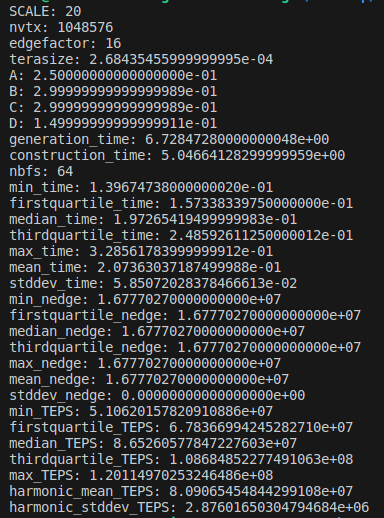 SCALE: 20
nvtx: 1048576
edgefactor: 16
terasize: 2.68435455999999995e-04
A: 2.50000000000000000e-01
B: 2.99999999999999989e-01
C: 2.99999999999999989e-01
D: 1.49999999999999911e-01
generation_time: 6.72847280000000048e+00
construction_time: 5.04664128299999959e+00
nbfs: 64
min_time: 1.39674738000000020e-01
firstquartile_time: 1.57338339750000000e-01
median_time: 1.97265419499999983e-01
thirdquartile_time: 2.48592611250000012e-01
max_time: 3.28561783999999912e-01
mean_time: 2.07363037187499988e-01
stddev_time: 5.85072028378466613e-02
min_nedge: 1.67770270000000000e+07
firstquartile_nedge: 1.67770270000000000e+07
median_nedge: 1.67770270000000000e+07
thirdquartile_nedge: 1.67770270000000000e+07
max_nedge: 1.67770270000000000e+07
mean_nedge: 1.67770270000000000e+07
stddev_nedge: 0.00000000000000000e+00
min_TEPS: 5.10620157820910886e+07
firstquartile_TEPS: 6.78366994245282710e+07
median_TEPS: 8.65260577847227603e+07
thirdquartile_TEPS: 1.08684852277491063e+08
max_TEPS: 1.20114970253246486e+08
harmonic_mean_TEPS: 8.09065454844299108e+07
harmonic_stddev_TEPS: 2.87601650304794684e+06